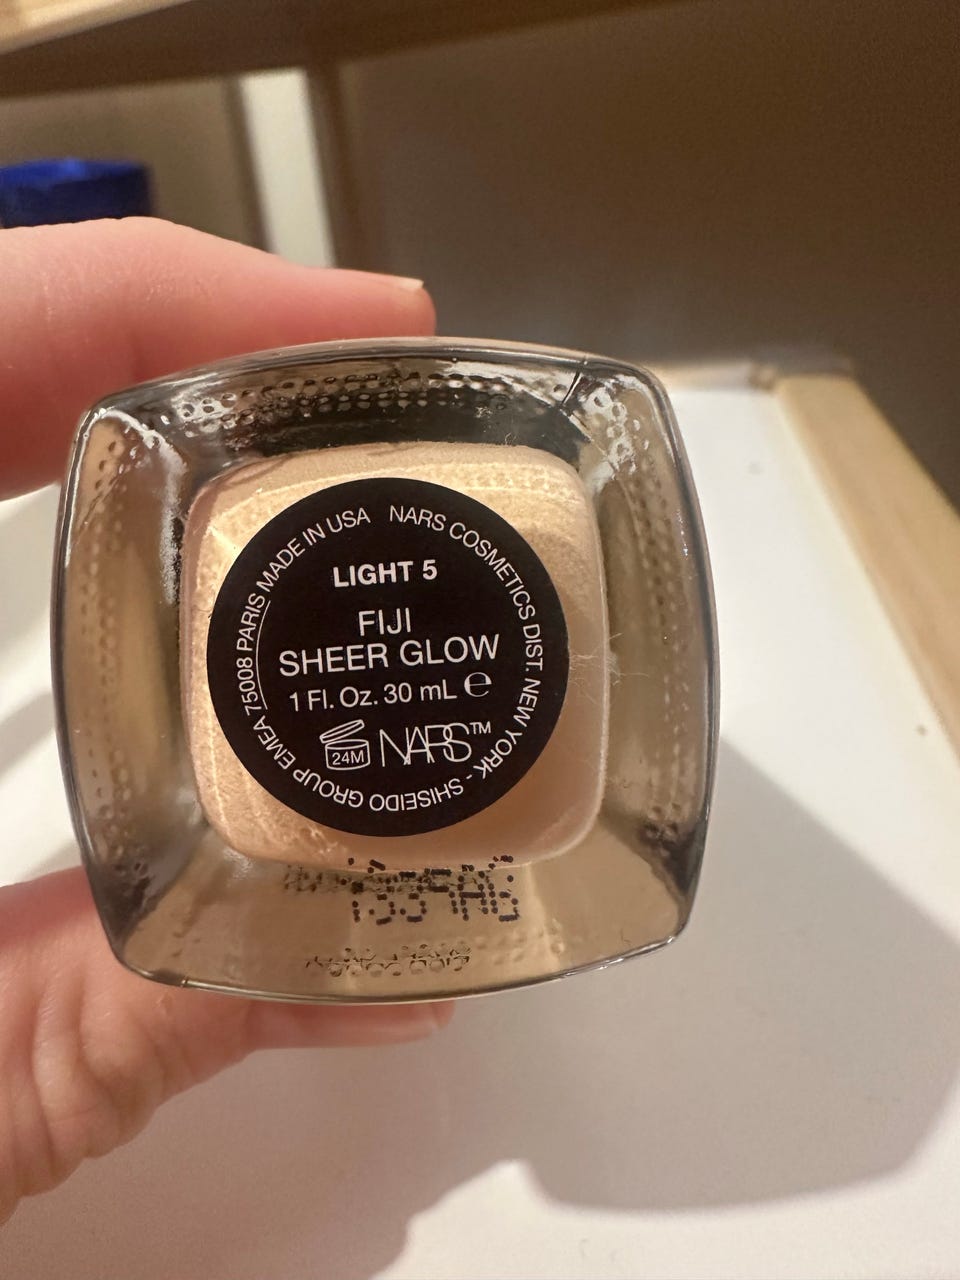 MADE IN USA NARS COSMETICS DIST. NEW YORK - SHISEIDO GROUP EMEA 75008 PARIS
LIGHT 5
FIJI
SHEER GLOW
1 Fl. Oz. 30 mL ℮
24M NARS™